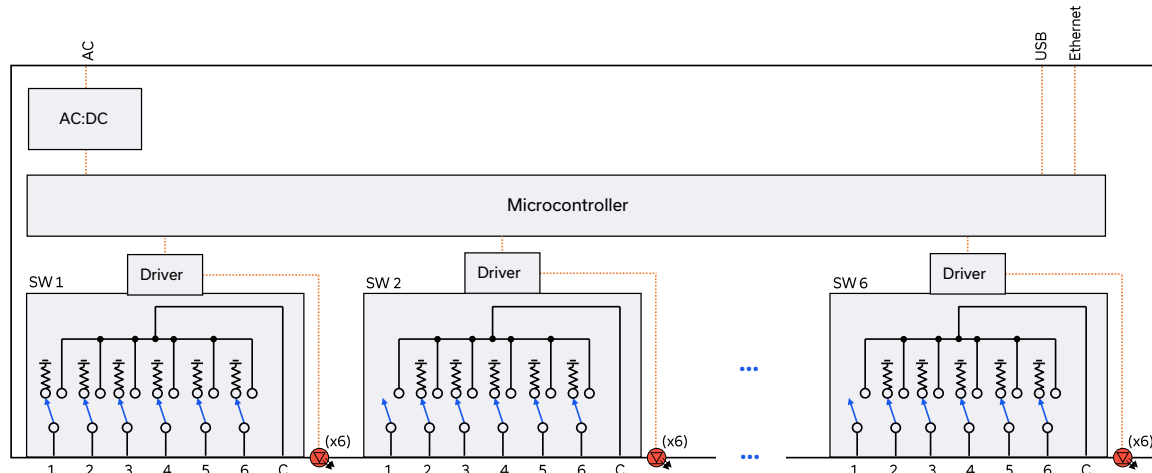 AC
USB
Ethernet
AC:DC
Microcontroller
Driver
Driver
Driver
SW 1
SW 2
SW 6
(x6)
(x6)
(x6)
1 2 3 4 5 6 C
1 2 3 4 5 6 C
1 2 3 4 5 6 C